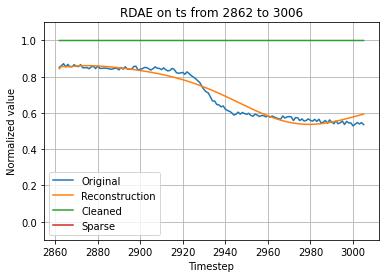 RDAE on ts from 2862 to 3006
1.0
0.8
0.6
0.4
0.2
0.0
Normalized value
Original
Reconstruction
Cleaned
Sparse
2860 2880 2900 2920 2940 2960 2980 3000
Timestep